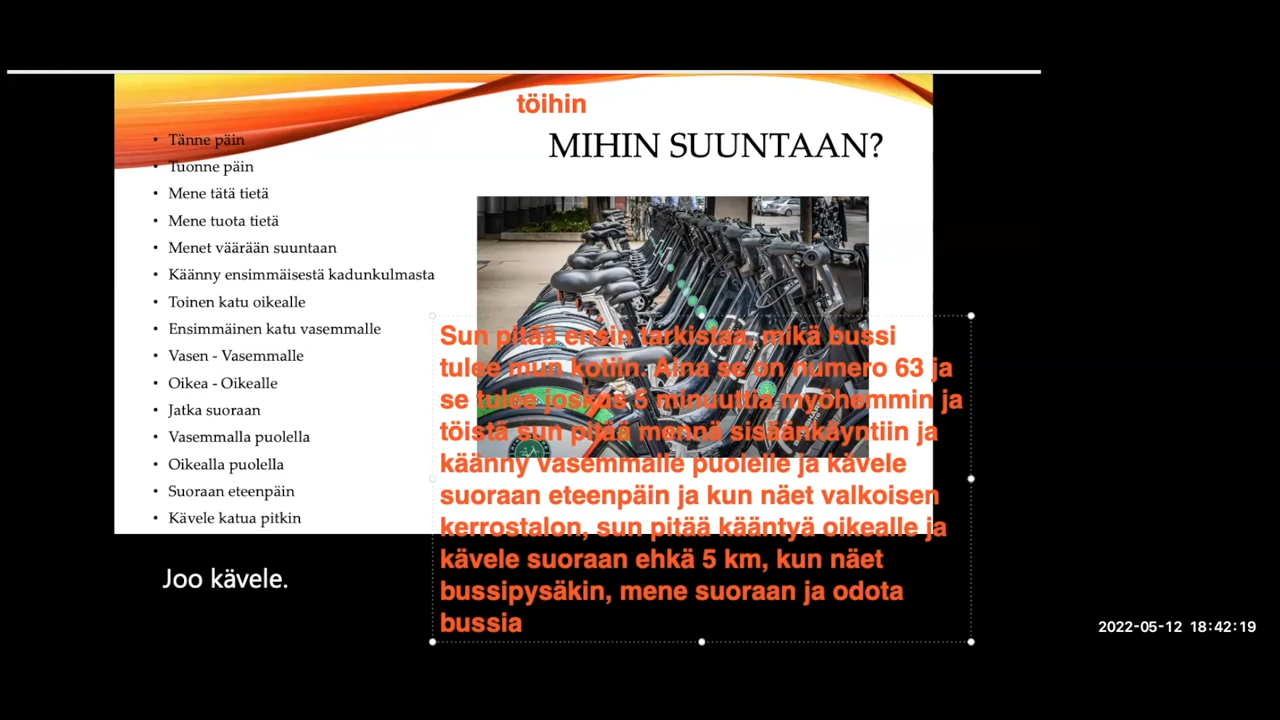 töihin
MIHIN SUUNTAAN?
• Tänne päin
• Tuonne päin
• Mene tätä tietä
• Mene tuota tietä
• Menet väärään suuntaan
• Käänny ensimmäisestä kadunkulmasta
• Toinen katu oikealle
• Ensimmäinen katu vasemmalle
• Vasen - Vasemmalle
• Oikea - Oikealle
• Jatka suoraan
• Vasemmalla puolella
• Oikealla puolella
• Suoraan eteenpäin
• Kävele katua pitkin
Sun pitää ensin tarkistaa, mikä bussi
tulee mun kotiin. Aina se on numero 63 ja
se tulee joskus 5 minuuttia myöhemmin ja
töistä sun pitää mennä sisäänkäyntiin ja
käänny vasemmalle puolelle ja kävele
suoraan eteenpäin ja kun näet valkoisen
kerrostalon, sun pitää kääntyä oikealle ja
kävele suoraan ehkä 5 km, kun näet
bussipysäkin, mene suoraan ja odota
bussia
Joo kävele.
2022-05-12 18:42:19